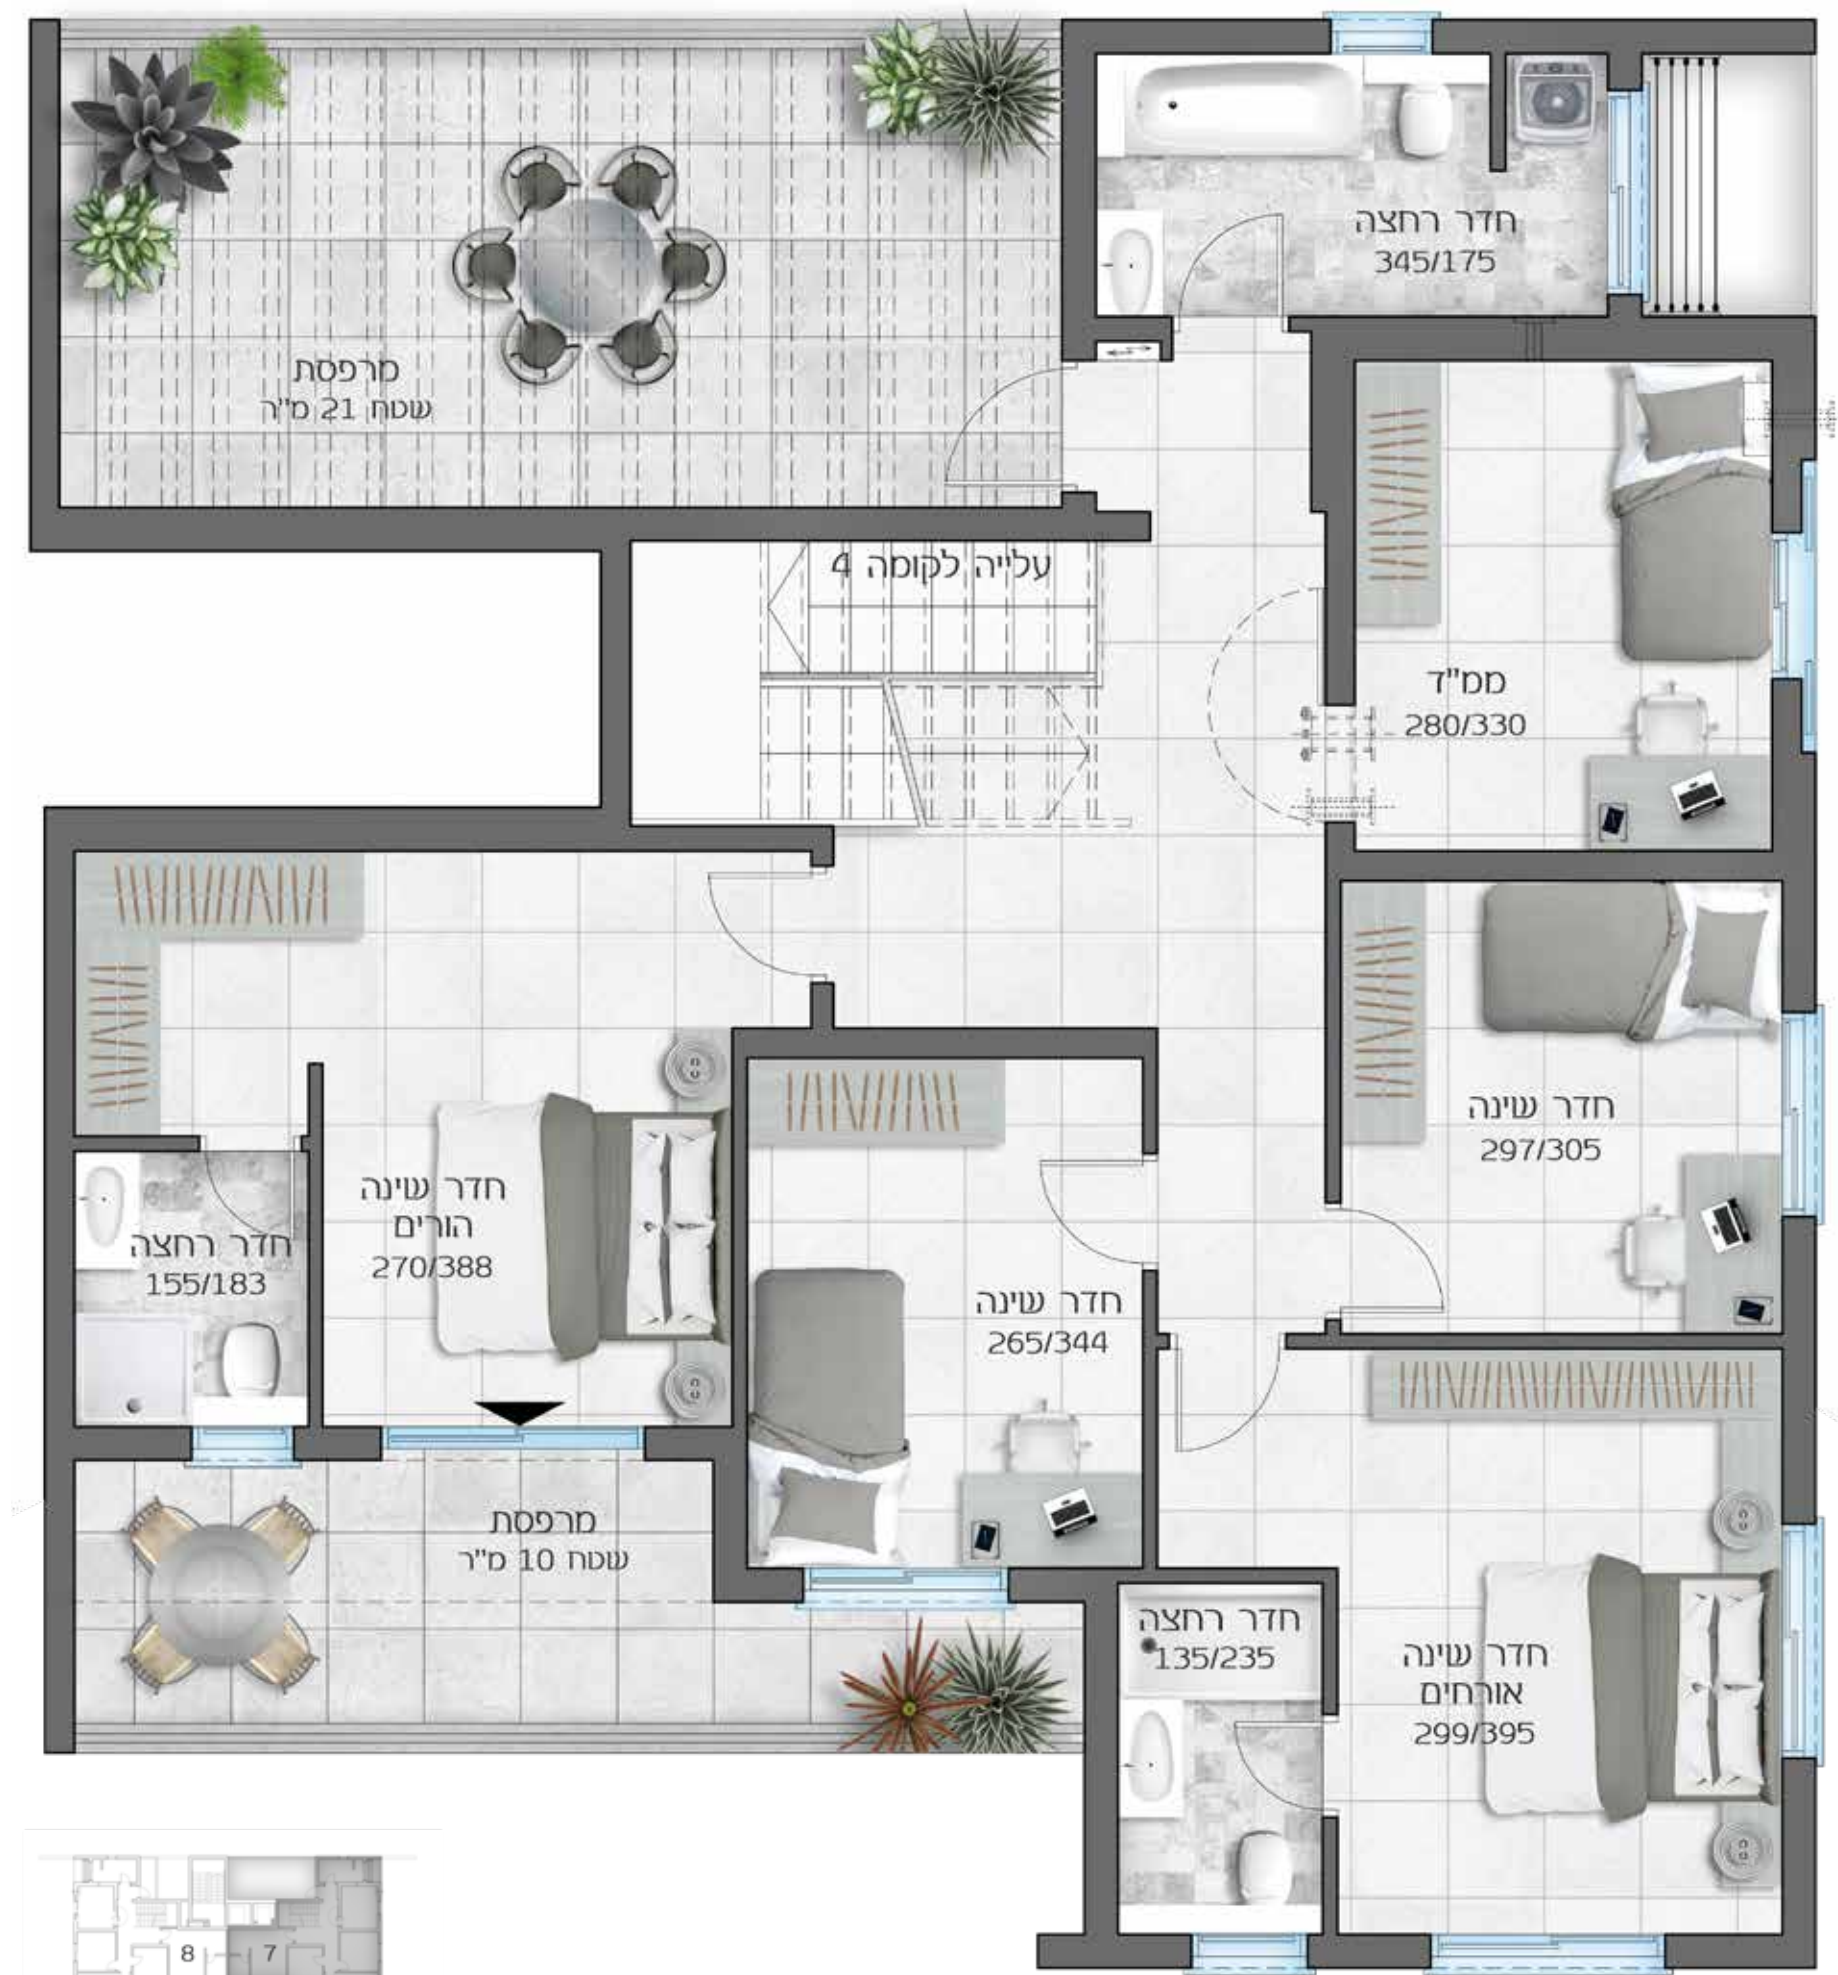 חדר רחצה
345/175
מרפסת
שטח 21 מ"ר
עלייה לקומה 4
ממ"ד
280/330
חדר שינה
297/305
חדר שינה
הורים
270/388
חדר רחצה
155/183
חדר שינה
265/344
מרפסת
שטח 10 מ"ר
חדר רחצה
135/235
חדר שינה
אורחים
299/395
8
7